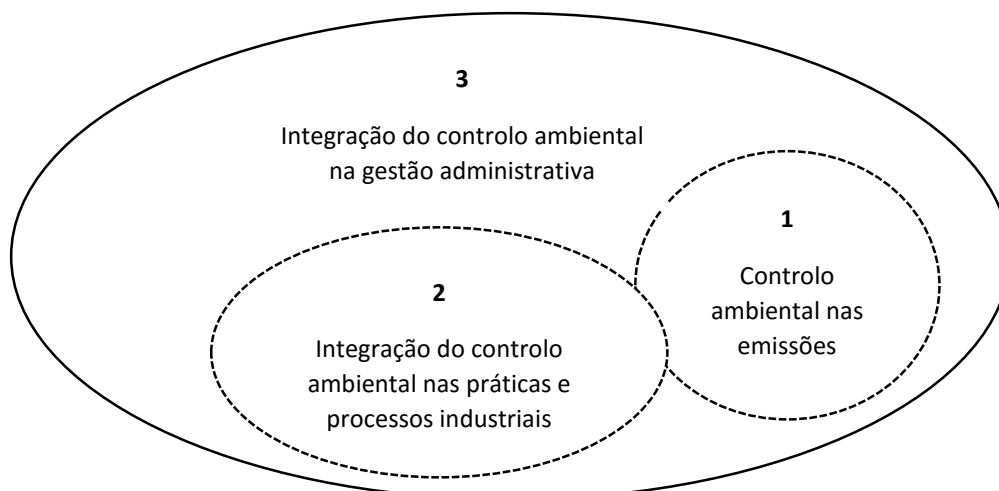 3
Integração do controlo ambiental
na gestão administrativa
1
Controlo
ambiental nas
emissões
2
Integração do controlo
ambiental nas práticas e
processos industriais